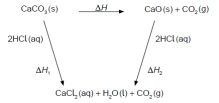 CaCO₃(s) ΔH CaO(s) + CO₂(g)
2HCl(aq) 2HCl(aq)
ΔH₁ ΔH₂
CaCl₂(aq) + H₂O(l) + CO₂(g)